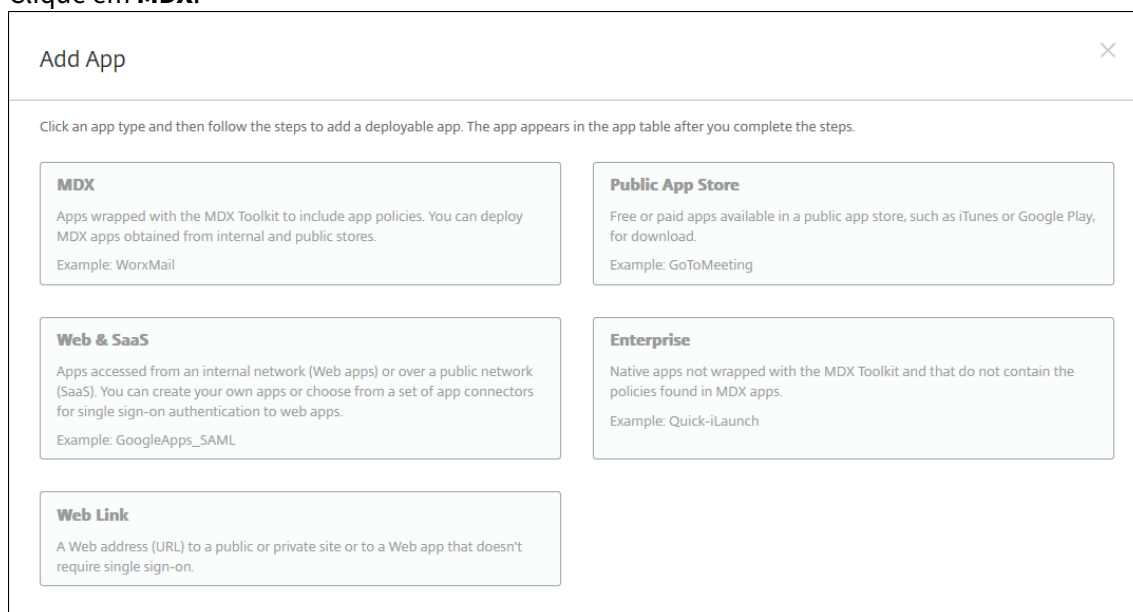 Clique em MDX.
Add App
Click an app type and then follow the steps to add a deployable app. The app appears in the app table after you complete the steps.
MDX
Apps wrapped with the MDX Toolkit to include app policies. You can deploy
MDX apps obtained from internal and public stores.
Example: WorxMail
Public App Store
Free or paid apps available in a public app store, such as iTunes or Google Play,
for download.
Example: GoToMeeting
Web & SaaS
Apps accessed from an internal network (Web apps) or over a public network
(SaaS). You can create your own apps or choose from a set of app connectors
for single sign-on authentication to web apps.
Example: GoogleApps_SAML
Enterprise
Native apps not wrapped with the MDX Toolkit and that do not contain the
policies found in MDX apps.
Example: Quick-iLaunch
Web Link
A Web address (URL) to a public or private site or to a Web app that doesn't
require single sign-on.